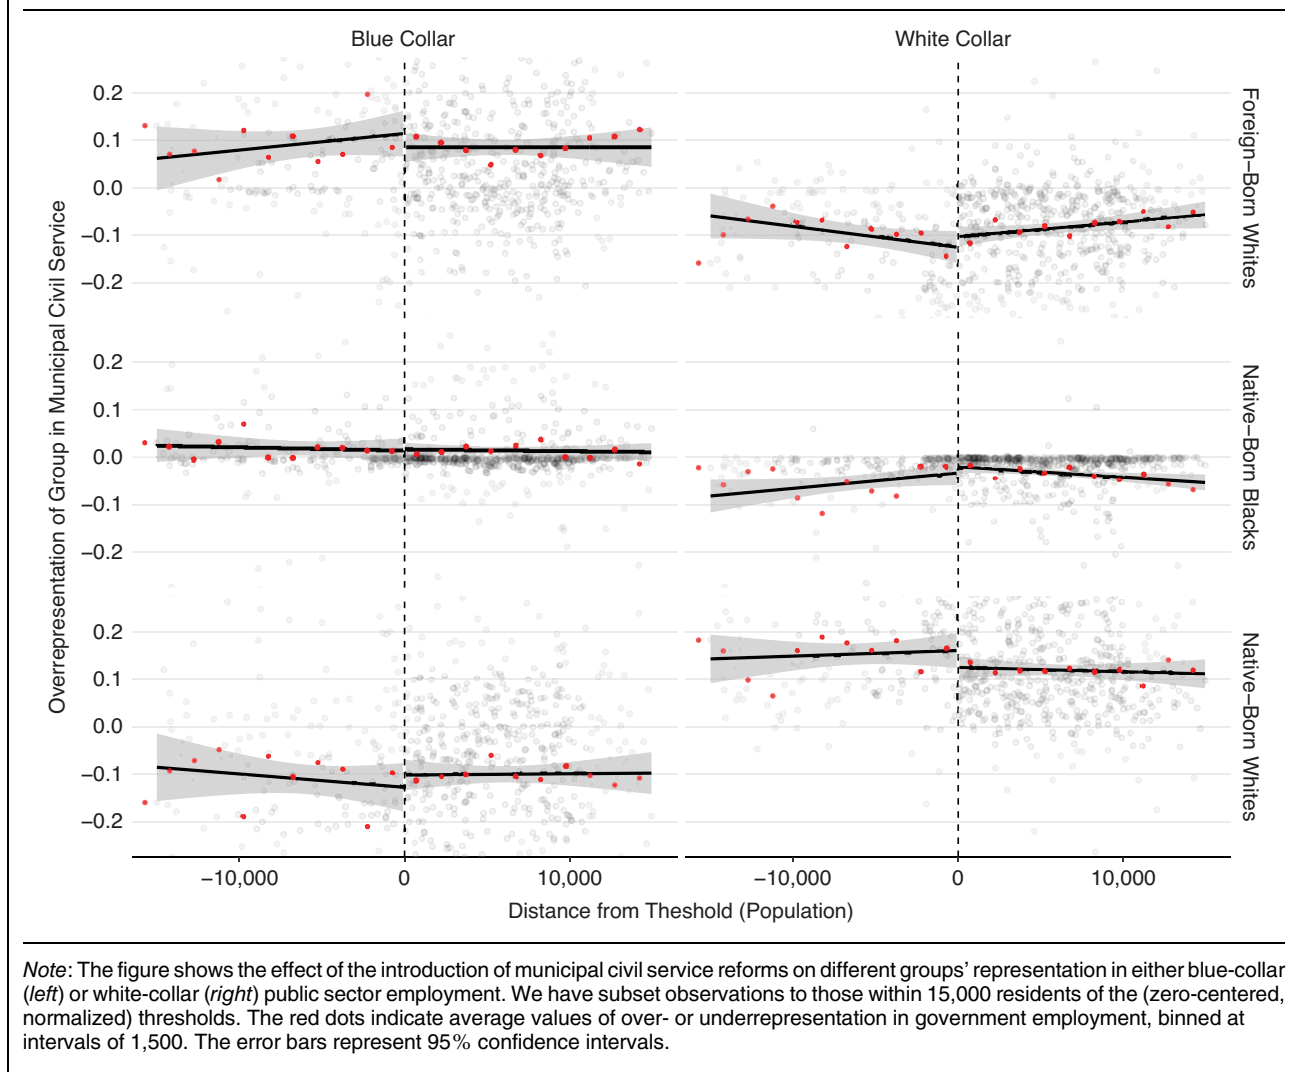 Blue Collar
White Collar
Overrepresentation of Group in Municipal Civil Service
0.2
0.1
0.0
−0.1
−0.2
Foreign−Born Whites
0.2
0.1
0.0
−0.1
−0.2
Native−Born Blacks
0.2
0.1
0.0
−0.1
−0.2
Native−Born Whites
−10,000
0
10,000
−10,000
0
10,000
Distance from Theshold (Population)
Note: The figure shows the effect of the introduction of municipal civil service reforms on different groups’ representation in either blue-collar
(left) or white-collar (right) public sector employment. We have subset observations to those within 15,000 residents of the (zero-centered,
normalized) thresholds. The red dots indicate average values of over- or underrepresentation in government employment, binned at
intervals of 1,500. The error bars represent 95% confidence intervals.